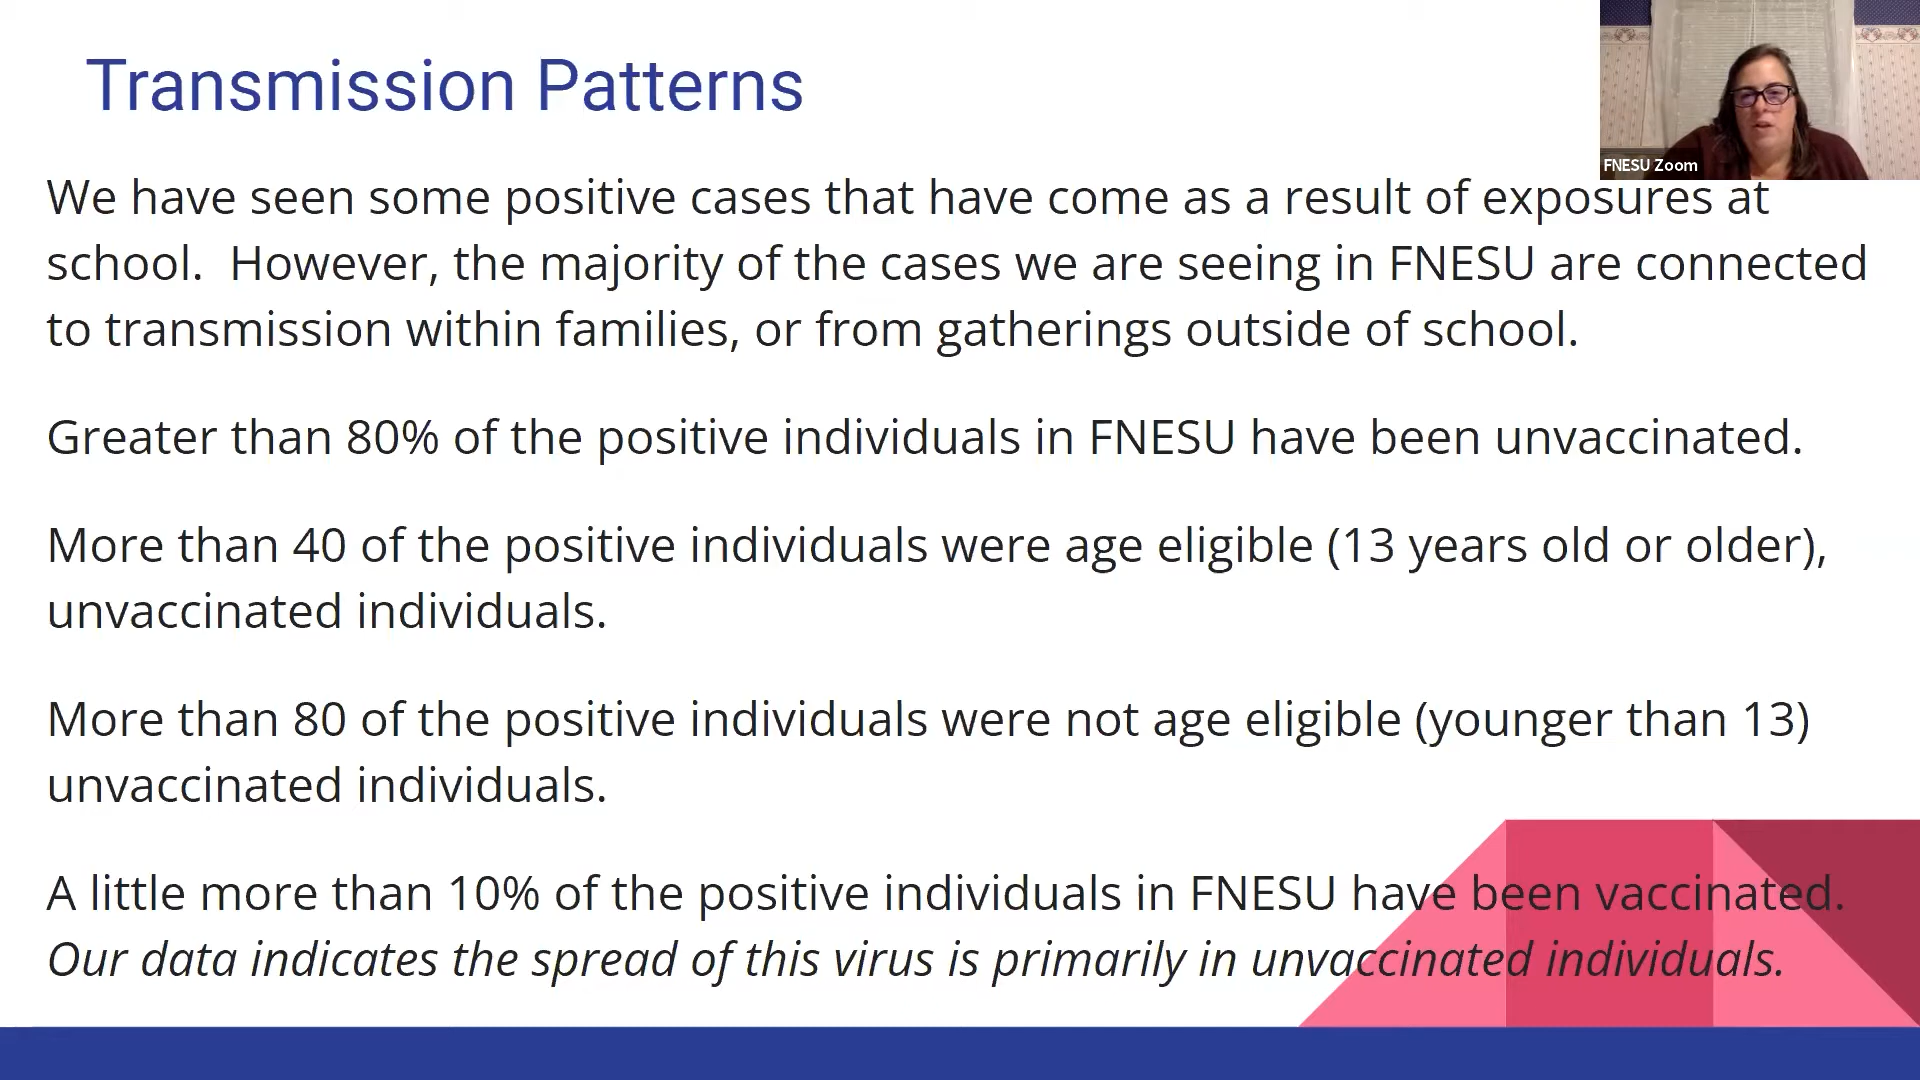 Transmission Patterns
FNESU Zoom
We have seen some positive cases that have come as a result of exposures at
school. However, the majority of the cases we are seeing in FNESU are connected
to transmission within families, or from gatherings outside of school.
Greater than 80% of the positive individuals in FNESU have been unvaccinated.
More than 40 of the positive individuals were age eligible (13 years old or older),
unvaccinated individuals.
More than 80 of the positive individuals were not age eligible (younger than 13)
unvaccinated individuals.
A little more than 10% of the positive individuals in FNESU have been vaccinated.
Our data indicates the spread of this virus is primarily in unvaccinated individuals.